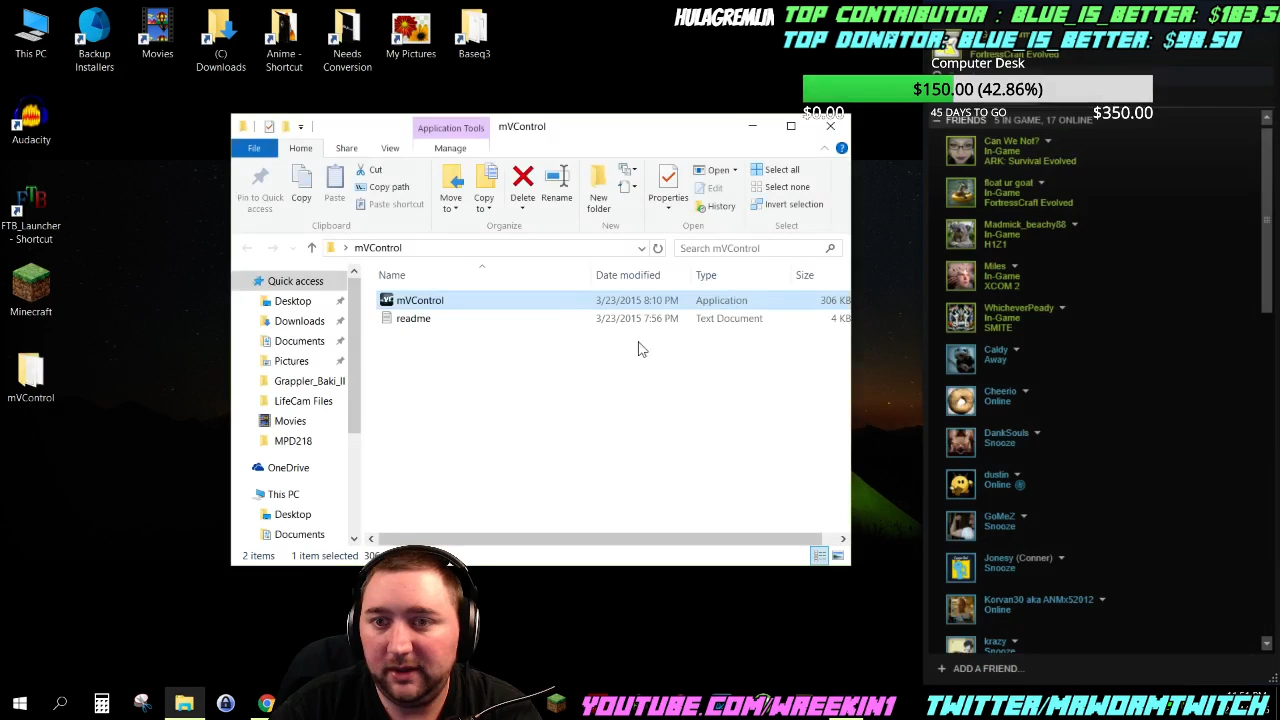 HULAGREMLIN
TOP CONTRIBUTOR : BLUE_IS_BETTER: $183.5
TOP DONATOR: BLUE_IS_BETTER: $98.50
FortressCraft Evolved
Computer Desk
$150.00 (42.86%)
$0.00
45 DAYS TO GO
$350.00
This PC
Backup Installers
Movies
(C) Downloads
Anime - Shortcut
Needs Conversion
My Pictures
Baseq3
Audacity
FTB_Launcher - Shortcut
Minecraft
mVControl
Application Tools
mVControl
File
Home
Share
View
Manage
Pin to Quick access
Copy
Paste
Cut
Copy path
Paste shortcut
Clipboard
Move to
Copy to
Delete
Rename
Organize
New folder
New
Properties
Open
Edit
History
Open
Select all
Select none
Invert selection
Select
mVControl
Search mVControl
Name
Date modified
Type
Size
mVControl
3/23/2015 8:10 PM
Application
306 KB
readme
3/23/2015 7:56 PM
Text Document
4 KB
Quick access
Desktop
Downloads
Documents
Pictures
Grappler_Baki_II
LifeCam Files
Movies
MPD218
OneDrive
This PC
Desktop
Documents
2 items
1 item selected
FRIENDS 5 IN GAME, 17 ONLINE
Can We Not?
In-Game
ARK: Survival Evolved
float ur goat
In-Game
FortressCraft Evolved
Madmick_beachy88
In-Game
H1Z1
Miles
In-Game
XCOM 2
WhicheverPeady
In-Game
SMITE
Caldy
Away
Cheerio
Online
DankSouls
Snooze
dustin
Online
GoMeZ
Snooze
Jonesy (Conner)
Snooze
Korvan30 aka ANMx52012
Online
krazy
Snooze
+ ADD A FRIEND...
YOUTUBE.COM/WREEKIN1
TWITTER/MRWORMTWITCH